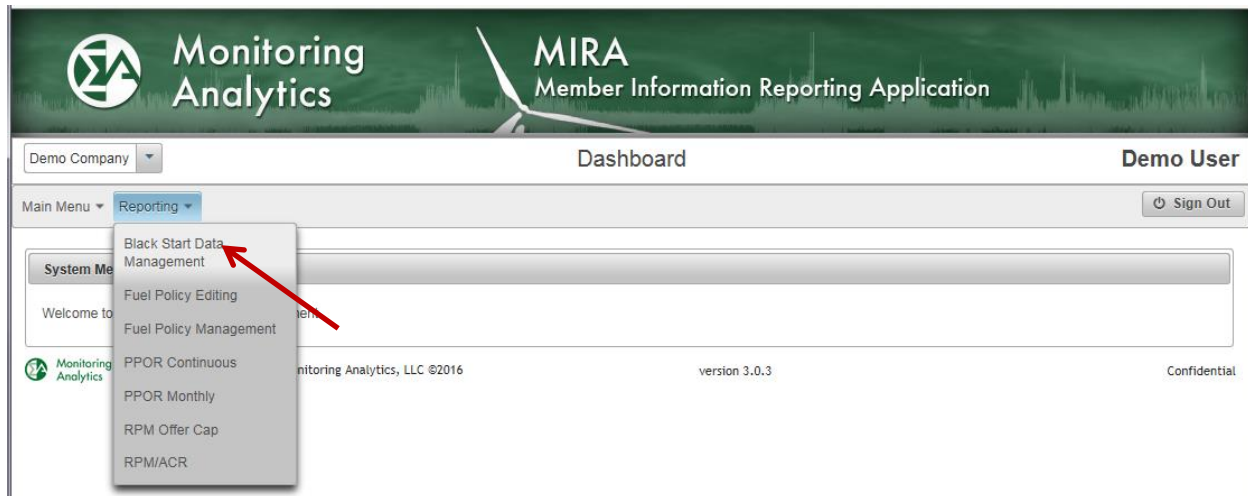 Monitoring
Analytics
MIRA
Member Information Reporting Application
Demo Company
Dashboard
Demo User
Main Menu
Reporting
Sign Out
Black Start Data
Management
System Me
Fuel Policy Editing
Welcome to
Fuel Policy Management
Monitoring
Analytics
PPOR Continuous
nitoring Analytics, LLC ©2016
version 3.0.3
Confidential
PPOR Monthly
RPM Offer Cap
RPM/ACR